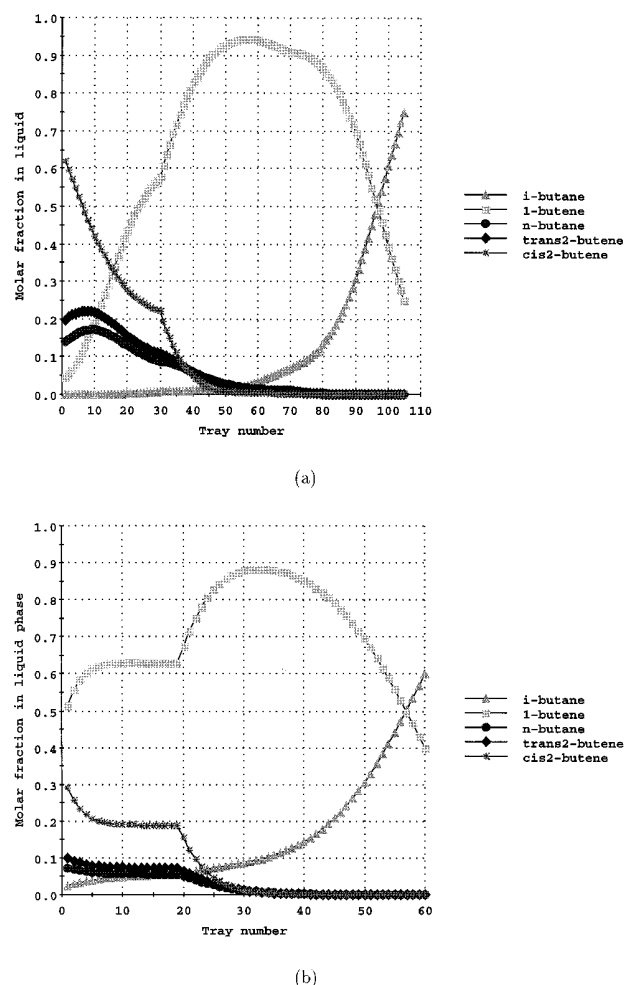 1.0
0.9
0.8
0.7
0.6
0.5
0.4
0.3
0.2
0.1
0.0
Molar fraction in liquid
0 10 20 30 40 50 60 70 80 90 100 110
Tray number
i-butane
1-butene
n-butane
trans2-butene
cis2-butene
(a)
1.0
0.9
0.8
0.7
0.6
0.5
0.4
0.3
0.2
0.1
0.0
Molar fraction in liquid phase
0 10 20 30 40 50 60
Tray number
i-butane
1-butene
n-butane
trans2-butene
cis2-butene
(b)